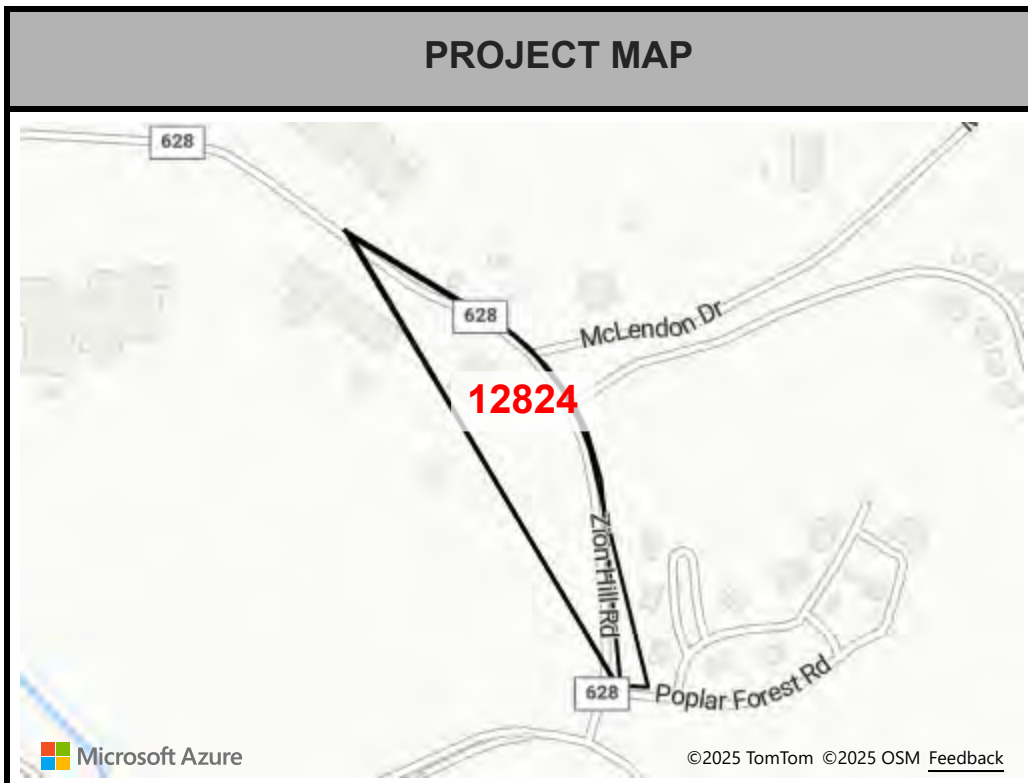 PROJECT MAP
628
628
McLendon Dr
12824
Zion Hill Rd
628
Poplar Forest Rd
Microsoft Azure
©2025 TomTom ©2025 OSM Feedback